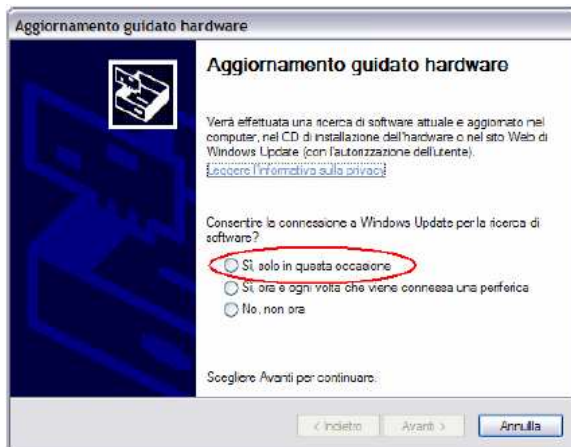 Aggiornamento guidato hardware
Aggiornamento guidato hardware
Verrà effettuata una ricerca di software attuale e aggiornato nel
computer, nel CD di installazione dell'hardware o nel sito Web di
Windows Update (con l'autorizzazione dell'utente).
Leggere l'informativa sulla privacy
Consentire la connessione a Windows Update per la ricerca di
software?
Sì, solo in questa occasione
Sì, ora e ogni volta che viene connessa una periferica
No, non ora
Scegliere Avanti per continuare.
< Indietro Avanti > Annulla